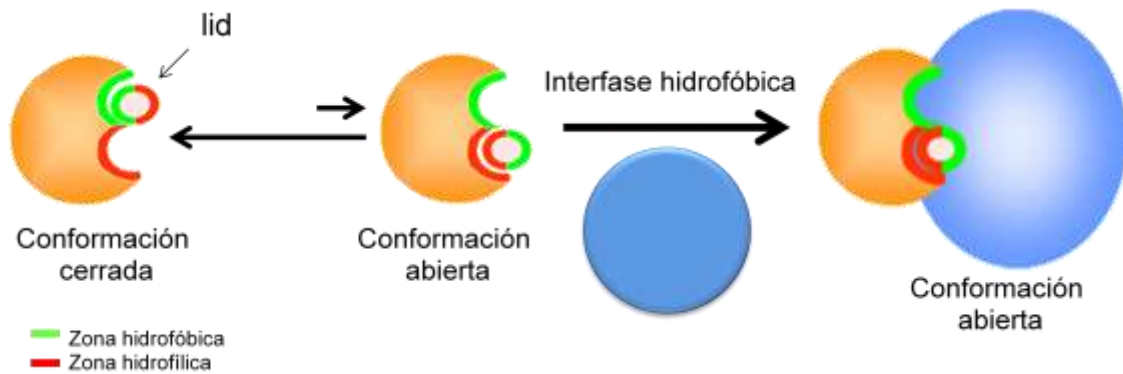 lid
Interfase hidrofóbica
Conformación
cerrada
Conformación
abierta
Conformación
abierta
Zona hidrofóbica
Zona hidrofílica